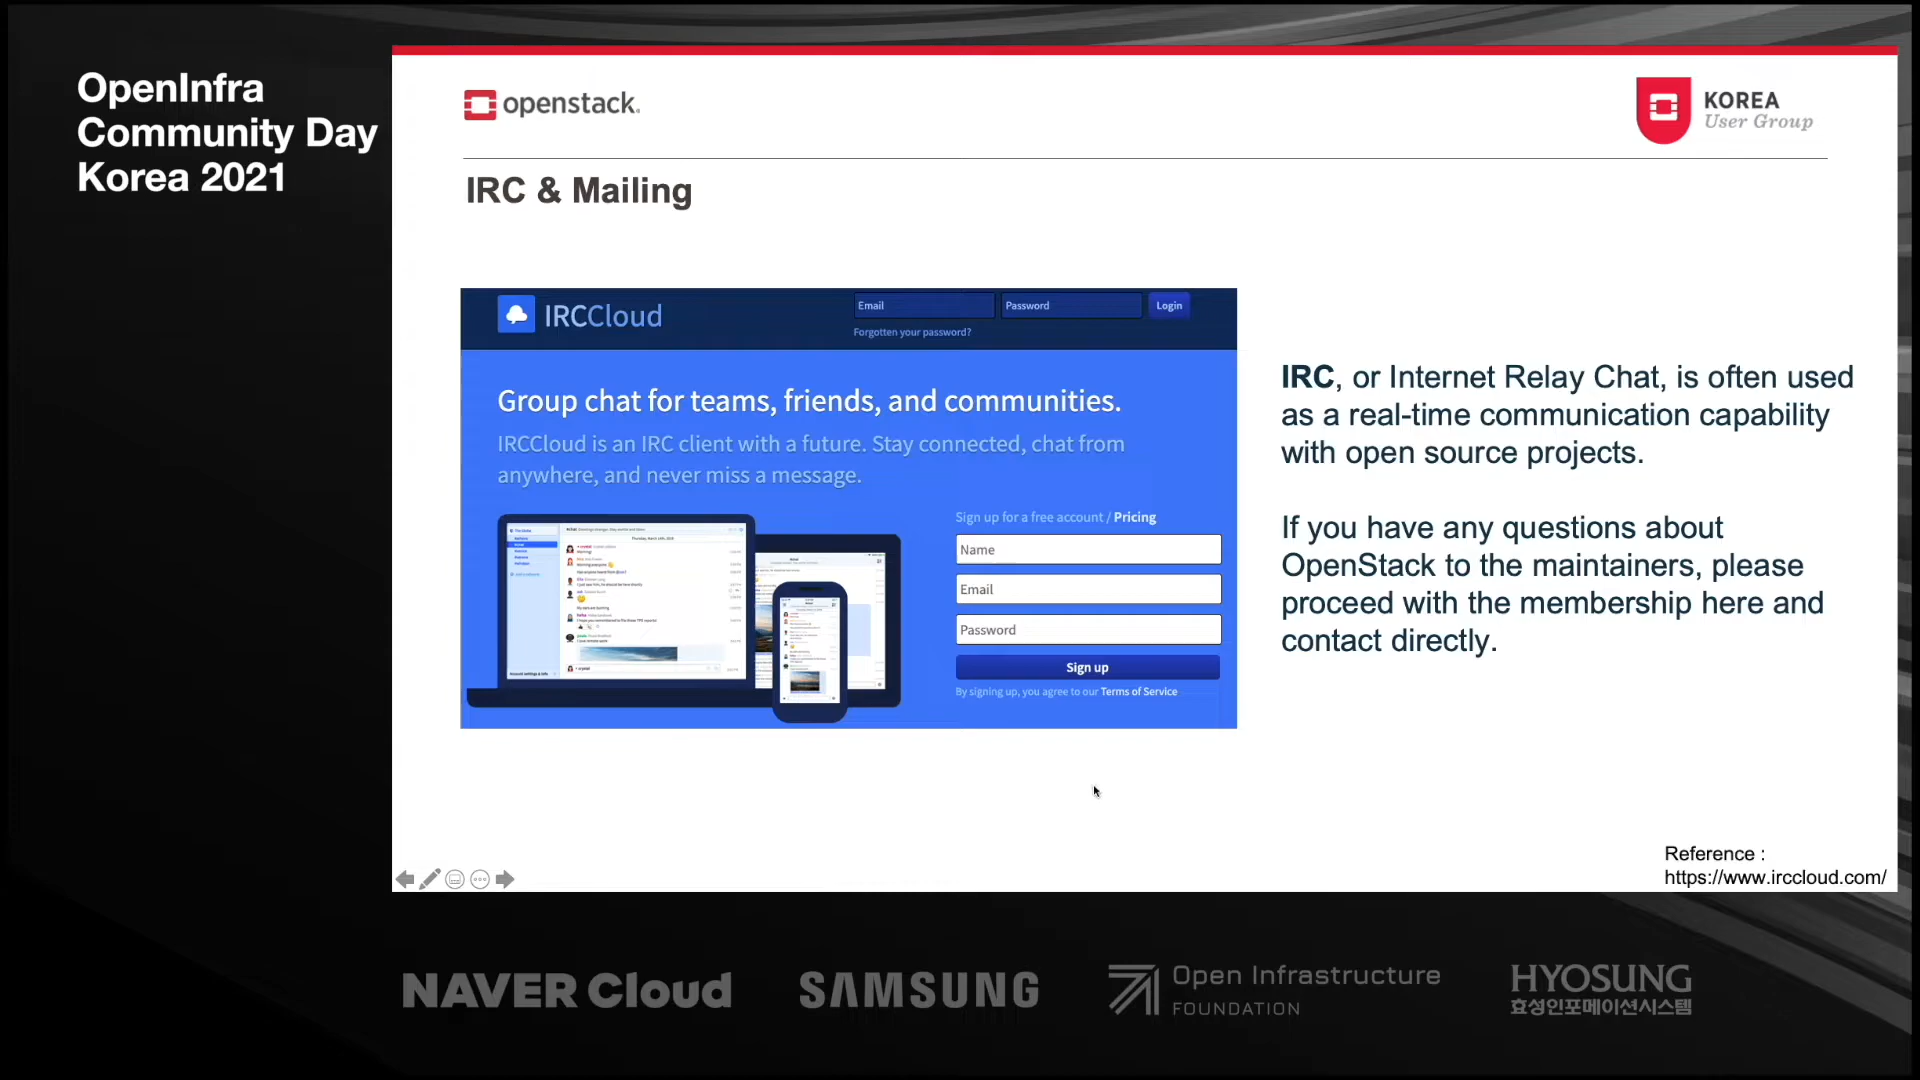 OpenInfra
Community Day
Korea 2021
openstack.
KOREA
User Group
IRC & Mailing
IRCCloud
Email
Password
Login
Forgotten your password?
Group chat for teams, friends, and communities.
IRCCloud is an IRC client with a future. Stay connected, chat from
anywhere, and never miss a message.
Sign up for a free account / Pricing
Name
Email
Password
Sign up
By signing up, you agree to our Terms of Service
IRC, or Internet Relay Chat, is often used
as a real-time communication capability
with open source projects.
If you have any questions about
OpenStack to the maintainers, please
proceed with the membership here and
contact directly.
Reference :
https://www.irccloud.com/
NAVER Cloud
SAMSUNG
Open Infrastructure
FOUNDATION
HYOSUNG
효성인포메이션시스템